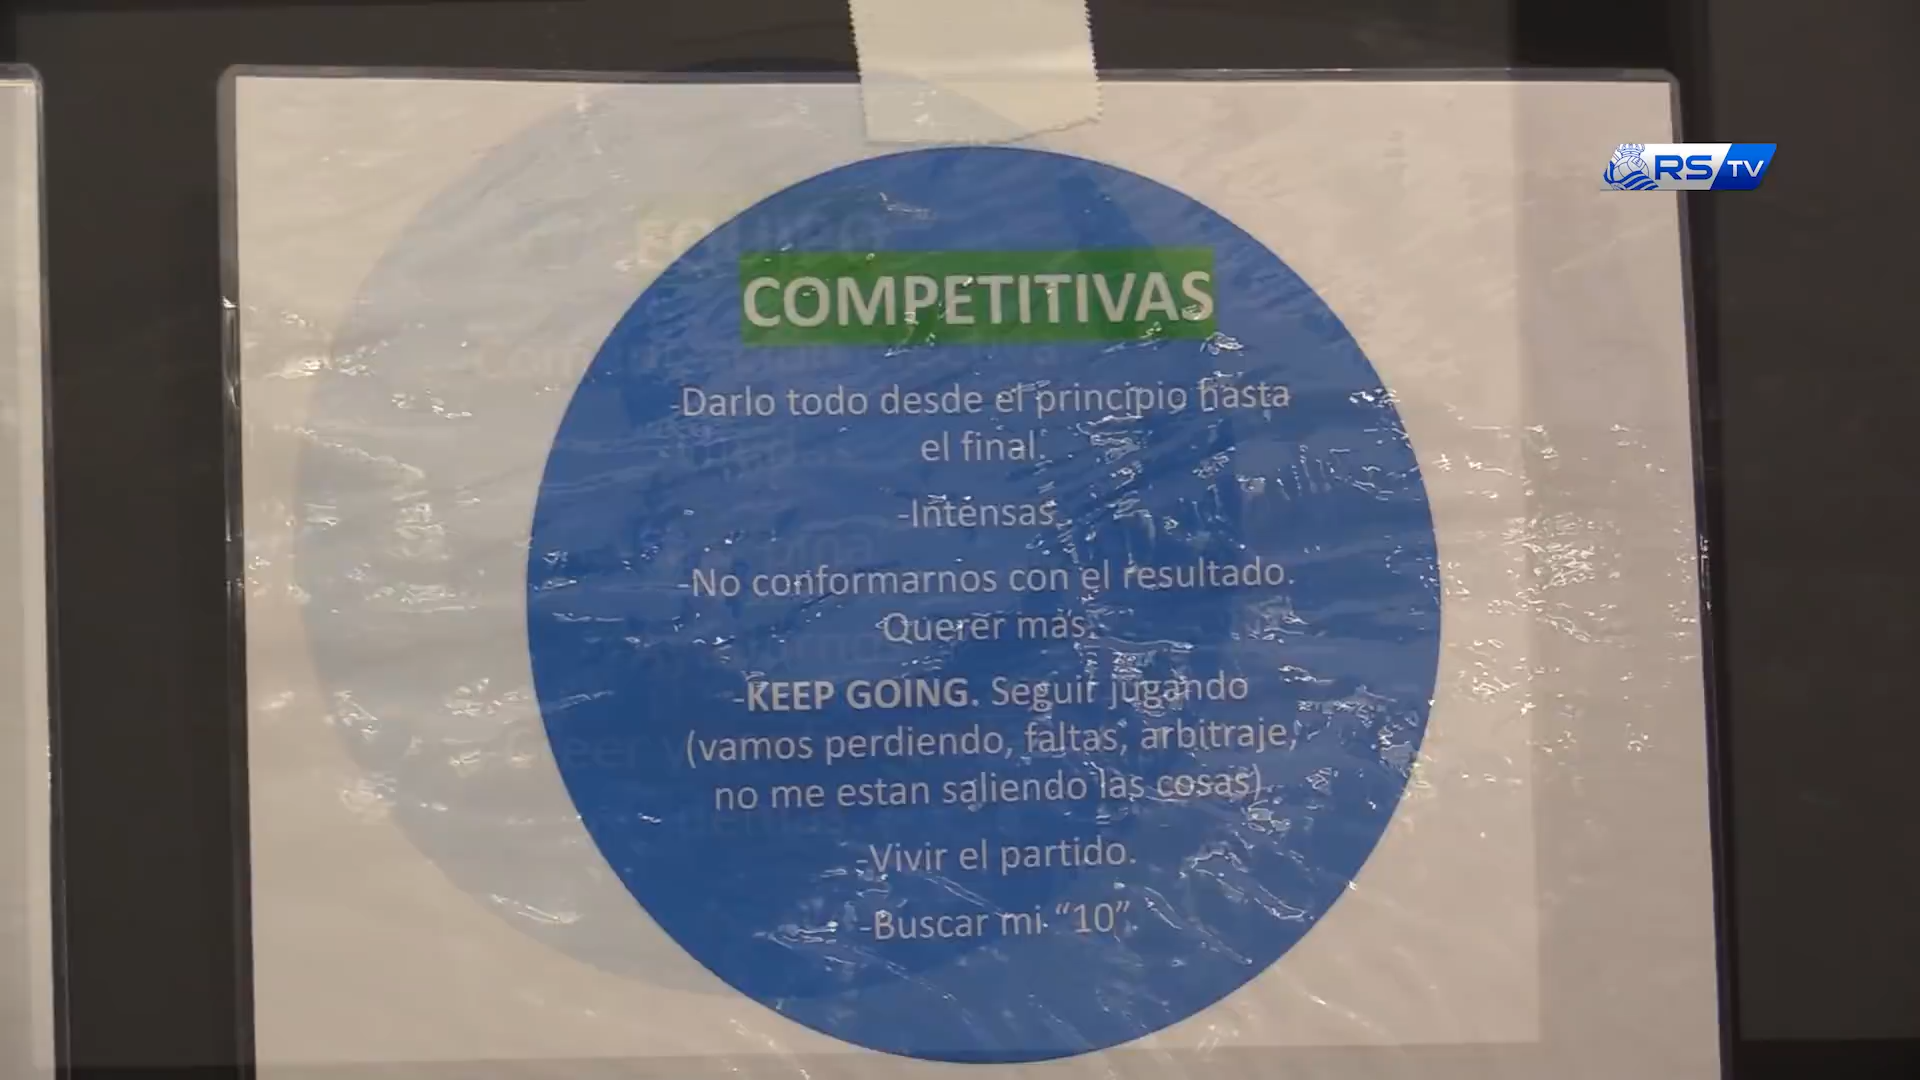 RS TV
COMPETITIVAS
-Darlo todo desde el principio hasta
el final.
-Intensas.
-No conformarnos con el resultado.
Querer mas.
-KEEP GOING. Seguir jugando
(vamos perdiendo, faltas, arbitraje,
no me estan saliendo las cosas).
-Vivir el partido.
-Buscar mi “10”.